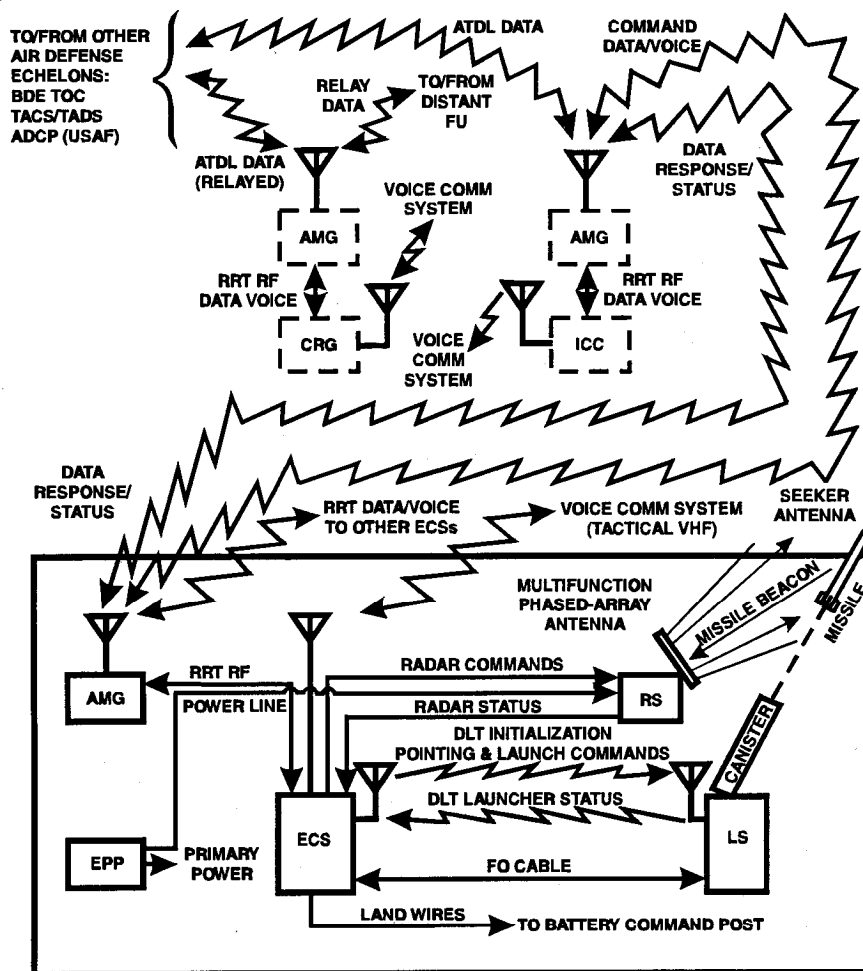 TO/FROM OTHER
AIR DEFENSE
ECHELONS:
BDE TOC
TACS/TADS
ADCP (USAF)
ATDL DATA
COMMAND
DATA/VOICE
RELAY
DATA
TO/FROM
DISTANT
FU
ATDL DATA
(RELAYED)
DATA
RESPONSE/
STATUS
VOICE COMM
SYSTEM
AMG
AMG
RRT RF
DATA VOICE
RRT RF
DATA VOICE
CRG
VOICE
COMM
SYSTEM
ICC
DATA
RESPONSE/
STATUS
RRT DATA/VOICE
TO OTHER ECSs
VOICE COMM SYSTEM
(TACTICAL VHF)
SEEKER
ANTENNA
MULTIFUNCTION
PHASED-ARRAY
ANTENNA
MISSILE BEACON
MISSILE
AMG
RRT RF
POWER LINE
RADAR COMMANDS
RS
RADAR STATUS
DLT INITIALIZATION
POINTING & LAUNCH COMMANDS
CANISTER
DLT LAUNCHER STATUS
ECS
LS
EPP
PRIMARY
POWER
FO CABLE
LAND WIRES
TO BATTERY COMMAND POST